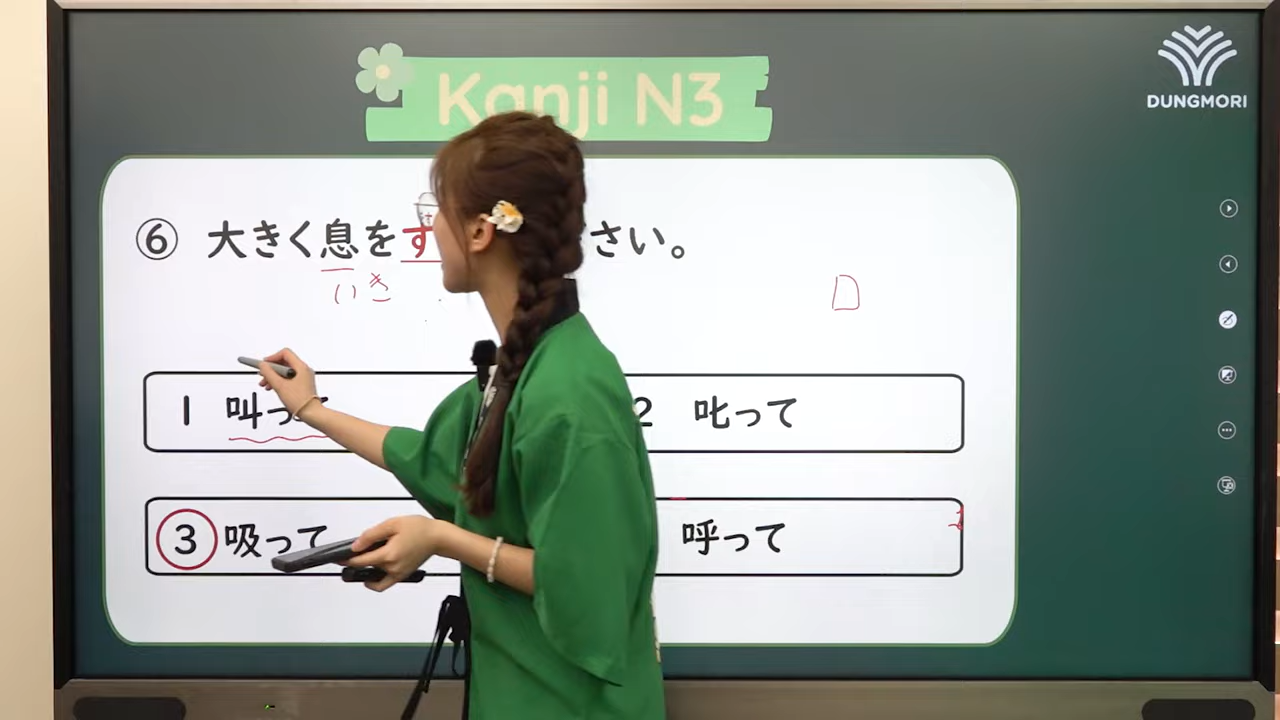 Kanji N3
DUNGMORI
⑥ 大きく息をす さい。
いき
1 叫って
2 叱って
3 吸って
呼って